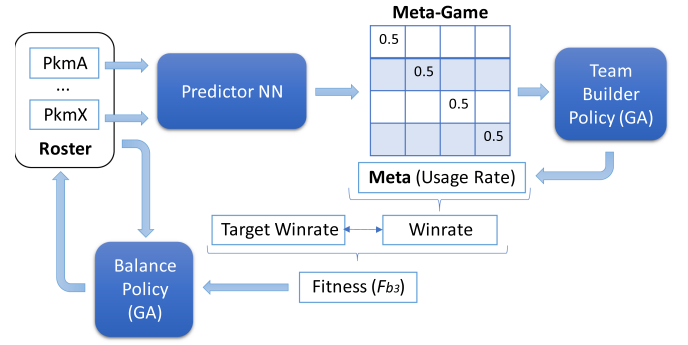 Meta-Game
PkmA
...
PkmX
Roster
Predictor NN
0.5
0.5
0.5
0.5
Team
Builder
Policy (GA)
Meta (Usage Rate)
Target Winrate
Winrate
Balance
Policy
(GA)
Fitness (Fb3)